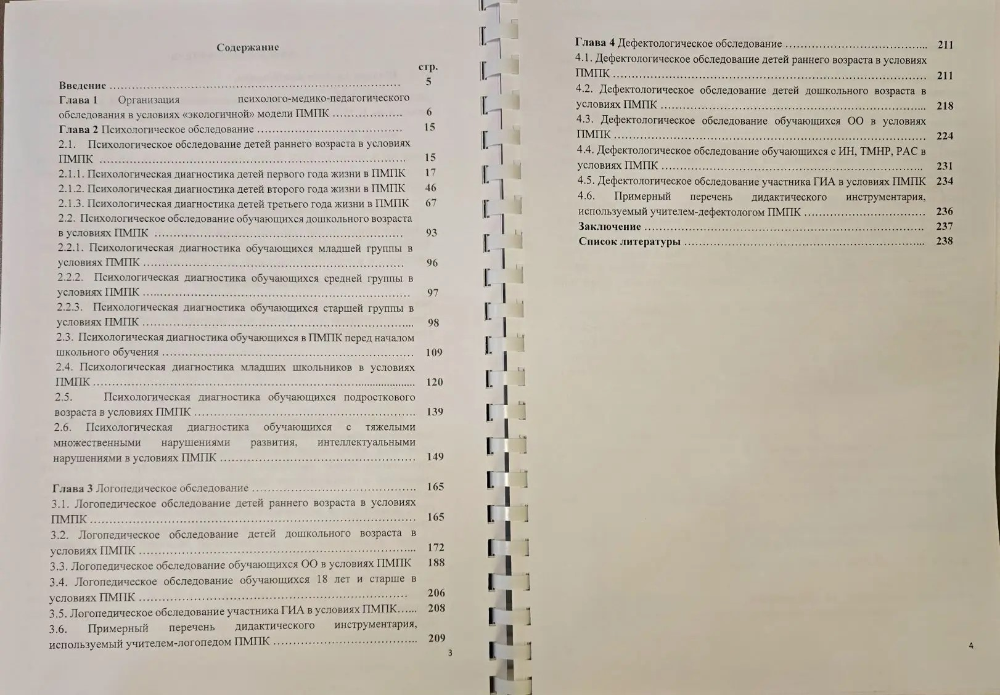 Содержание
стр.
Введение ........................................ 5
Глава 1 Организация психолого-медико-педагогического
обследования в условиях «экологичной» модели ПМПК ................... 6
Глава 2 Психологическое обследование ........................................ 15
2.1. Психологическое обследование детей раннего возраста в условиях
ПМПК ........................................ 15
2.1.1. Психологическая диагностика детей первого года жизни в ПМПК 17
2.1.2. Психологическая диагностика детей второго года жизни в ПМПК 46
2.1.3. Психологическая диагностика детей третьего года жизни в ПМПК 67
2.2. Психологическое обследование обучающихся дошкольного возраста
в условиях ПМПК ........................................ 93
2.2.1. Психологическая диагностика обучающихся младшей группы в
условиях ПМПК ........................................ 96
2.2.2. Психологическая диагностика обучающихся средней группы в
условиях ПМПК ........................................ 97
2.2.3. Психологическая диагностика обучающихся старшей группы в
условиях ПМПК ........................................ 98
2.3. Психологическая диагностика обучающихся в ПМПК перед началом
школьного обучения ........................................ 109
2.4. Психологическая диагностика младших школьников в условиях
ПМПК ........................................ 120
2.5. Психологическая диагностика обучающихся подросткового
возраста в условиях ПМПК ........................................ 139
2.6. Психологическая диагностика обучающихся с тяжелыми
множественными нарушениями развития, интеллектуальными
нарушениями в условиях ПМПК ........................................ 149
Глава 3 Логопедическое обследование ........................................ 165
3.1. Логопедическое обследование детей раннего возраста в условиях
ПМПК ........................................ 165
3.2. Логопедическое обследование детей дошкольного возраста в
условиях ПМПК ........................................ 172
3.3. Логопедическое обследование обучающихся ОО в условиях ПМПК 188
3.4. Логопедическое обследование обучающихся 18 лет и старше в
условиях ПМПК ........................................ 206
3.5. Логопедическое обследование участника ГИА в условиях ПМПК...... 208
3.6. Примерный перечень дидактического инструментария,
используемый учителем-логопедом ПМПК ........................................ 209
3
Глава 4 Дефектологическое обследование ........................................ 211
4.1. Дефектологическое обследование детей раннего возраста в условиях
ПМПК ........................................ 211
4.2. Дефектологическое обследование детей дошкольного возраста в
условиях ПМПК ........................................ 218
4.3. Дефектологическое обследование обучающихся ОО в условиях
ПМПК ........................................ 224
4.4. Дефектологическое обследование обучающихся с ИН, ТМНР, РАС в
условиях ПМПК ........................................ 231
4.5. Дефектологическое обследование участника ГИА в условиях ПМПК 234
4.6. Примерный перечень дидактического инструментария,
используемый учителем-дефектологом ПМПК ........................................ 236
Заключение ........................................ 237
Список литературы ........................................ 238
4